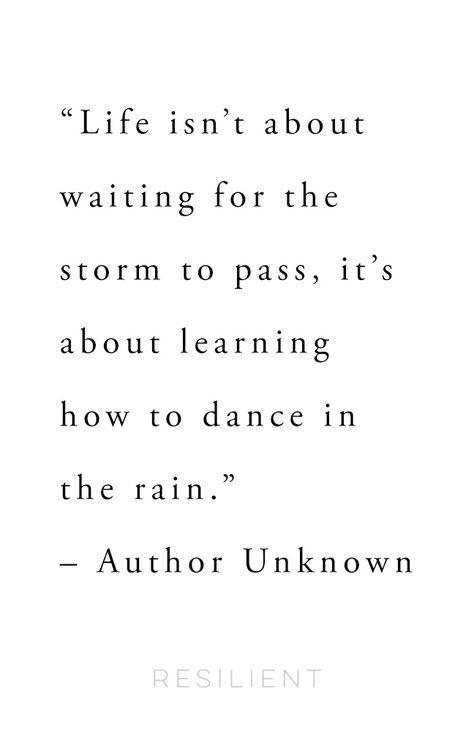 “Life isn’t about
waiting for the
storm to pass, it’s
about learning
how to dance in
the rain.”
– Author Unknown
RESILIENT